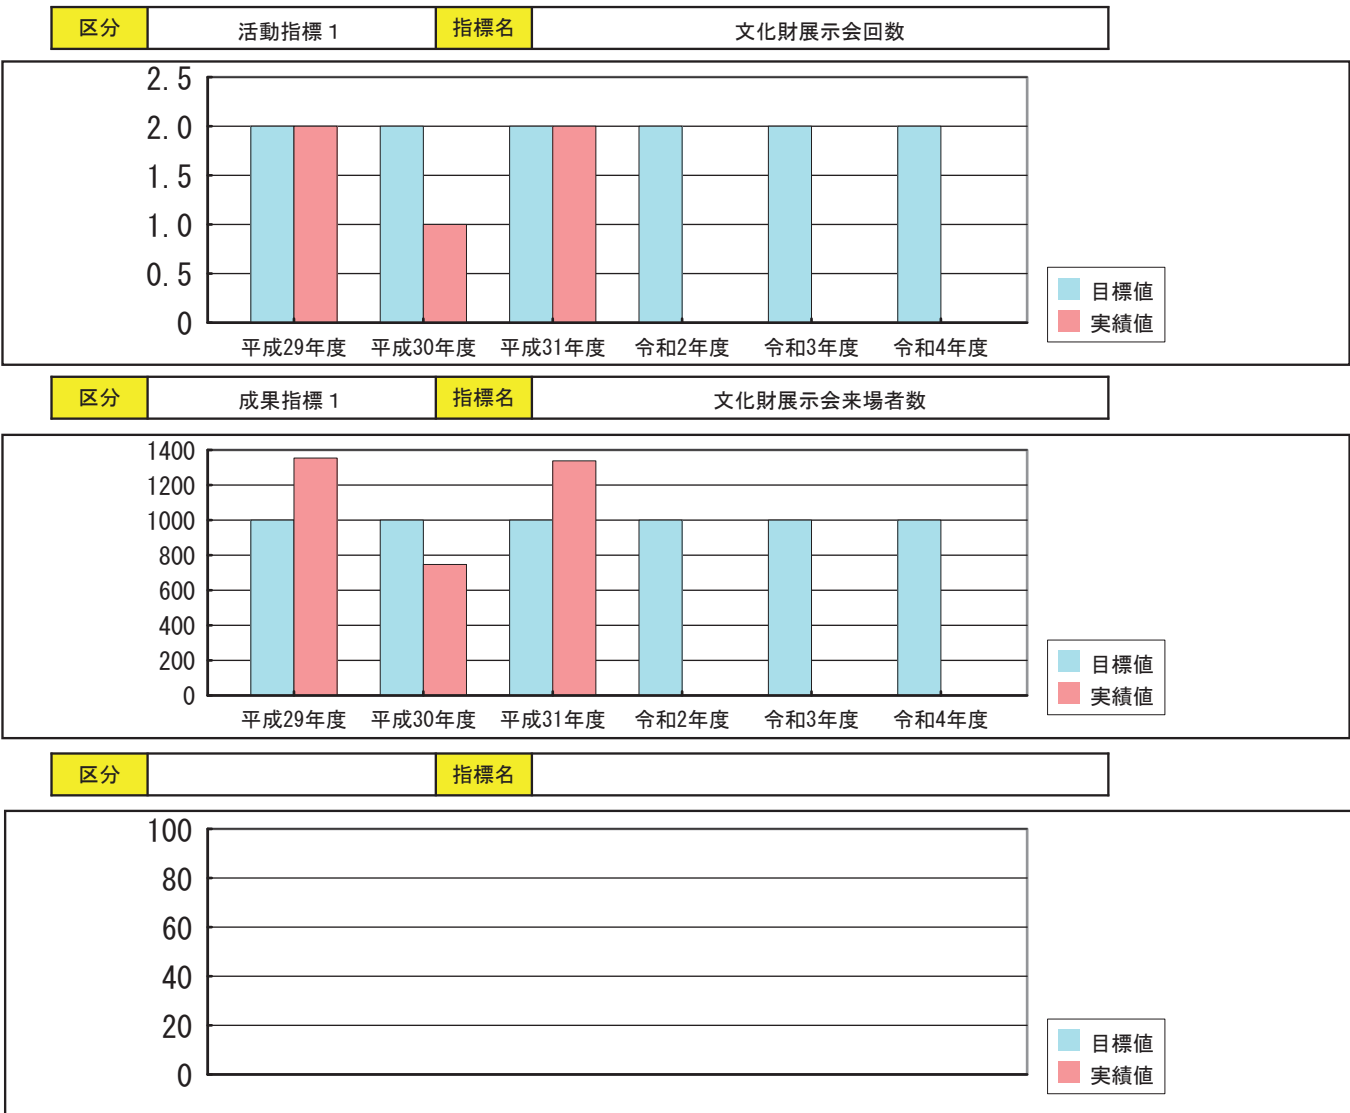 区分 活動指標１ 指標名 文化財展示会回数
2.5
2.0
1.5
1.0
0.5
0
平成29年度 平成30年度 平成31年度 令和2年度 令和3年度 令和4年度
目標値
実績値
区分 成果指標１ 指標名 文化財展示会来場者数
1400
1200
1000
800
600
400
200
0
平成29年度 平成30年度 平成31年度 令和2年度 令和3年度 令和4年度
目標値
実績値
区分 指標名
100
80
60
40
20
0
目標値
実績値